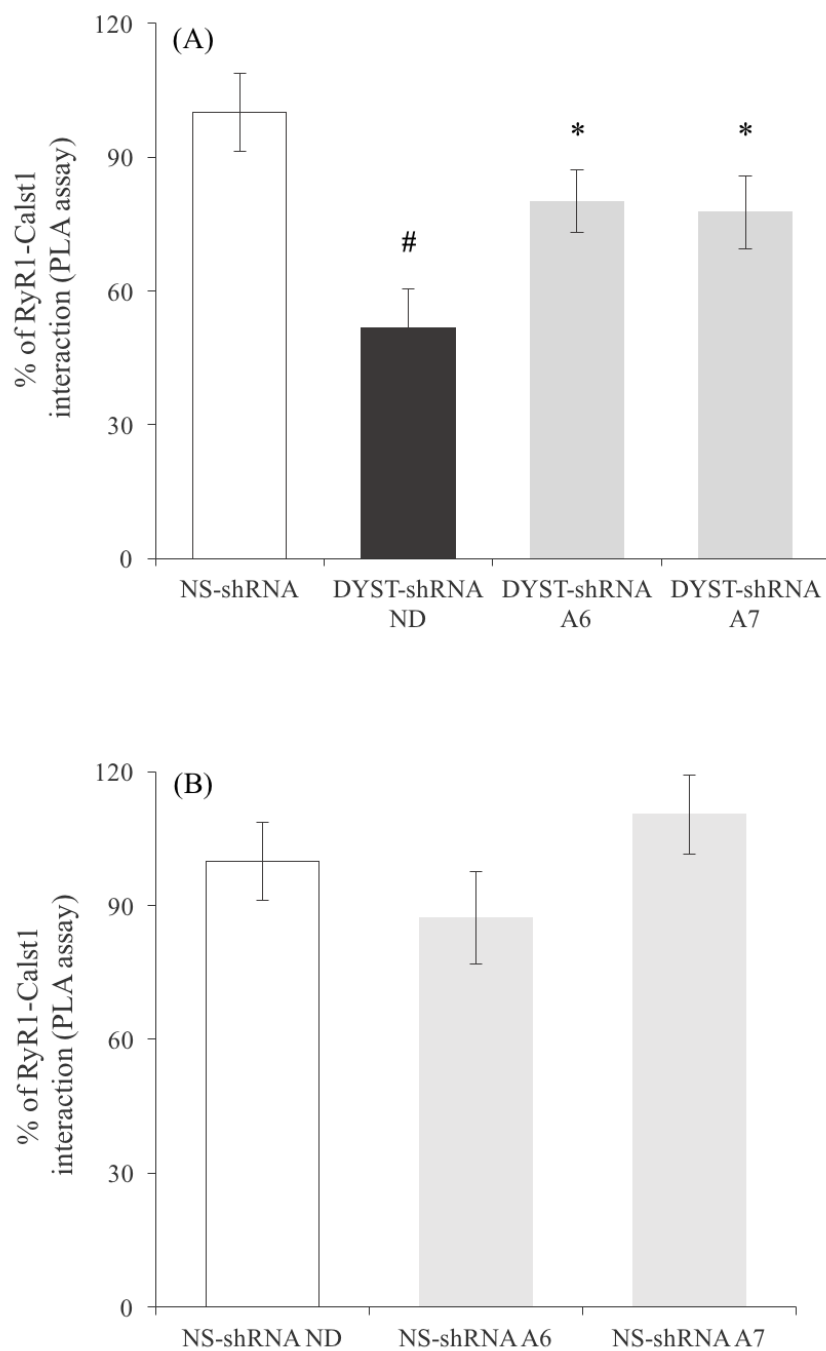 (A)
120
90
60
30
0
% of RyR1-Calst1
interaction (PLA assay)
#
*
*
NS-shRNA
DYST-shRNA
ND
DYST-shRNA
A6
DYST-shRNA
A7
(B)
120
90
60
30
0
% of RyR1-Calst1
interaction (PLA assay)
NS-shRNA ND
NS-shRNA A6
NS-shRNA A7